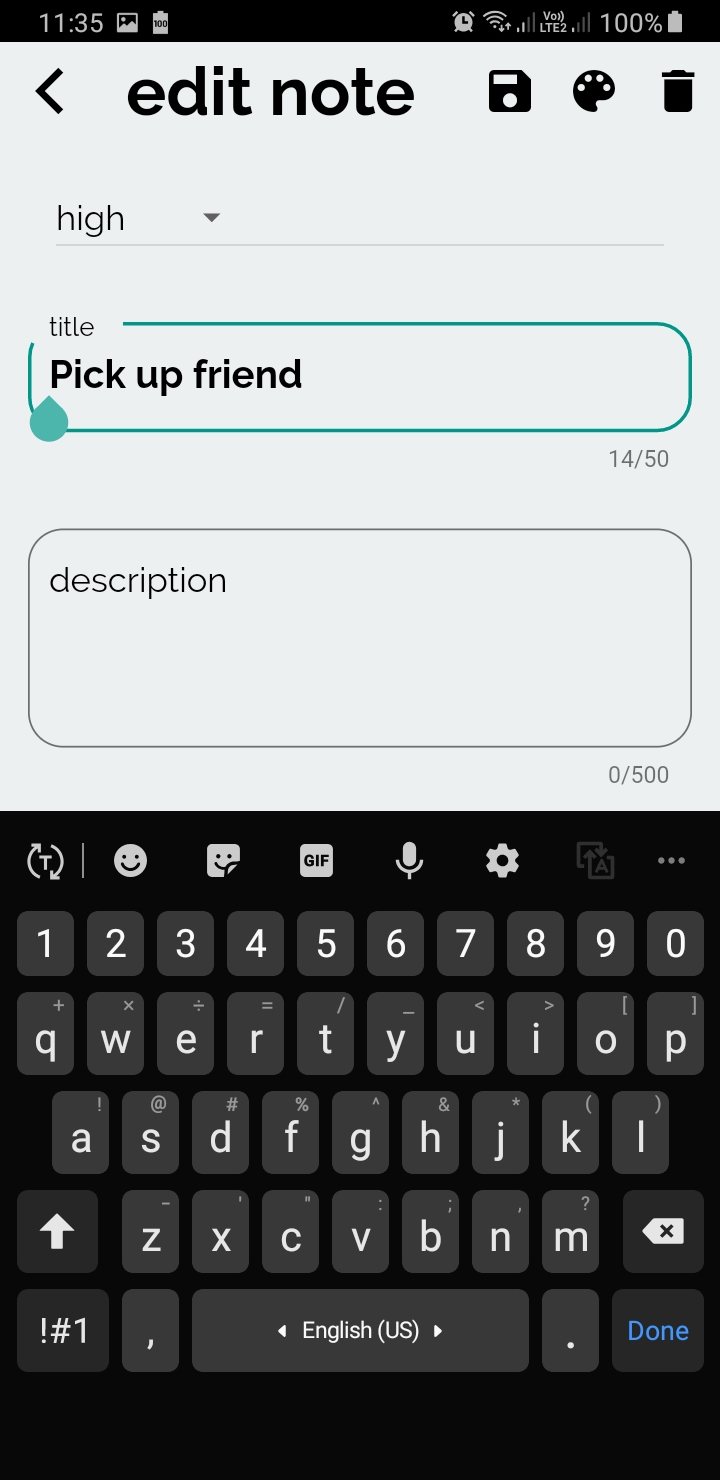 11:35 100 Vo)) LTE2 100%
edit note
high
title
Pick up friend
14/50
description
0/500
T GIF A
1 2 3 4 5 6 7 8 9 0
+ × ÷ = / _ < > [ ]
q w e r t y u i o p
! @ # % ^ & * ( )
a s d f g h j k l
- ' " : ; , ?
z x c v b n m
!#1 , English (US) . Done